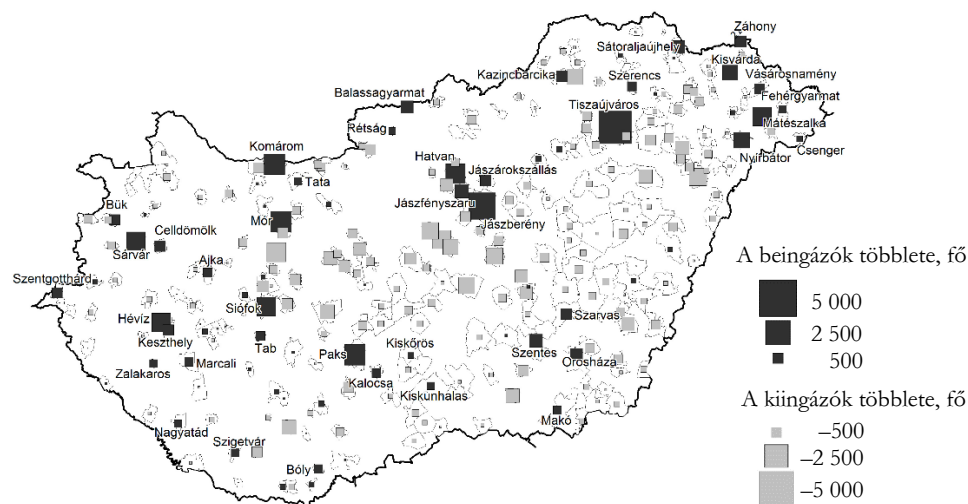 Záhony
Sátoraljaújhely
Kisvárda
Kazincbarcika
Szerencs
Vásárosnamény
Balassagyarmat
Fehérgyarmat
Tiszaújváros
Mátészalka
Rétság
Csenger
Komárom
Nyírbátor
Hatvan
Jászárokszállás
Tata
Jászfényszaru
Bük
Mór
Jászberény
Celldömölk
Sárvár
Ajka
Szentgotthárd
Siófok
Hévíz
Szarvas
Keszthely
Tab
Kiskőrös
Szentes
Paks
Orosháza
Zalakaros
Marcali
Kalocsa
Kiskunhalas
Makó
Nagyatád
Szigetvár
Bóly
A beingázók többlete, fő
5 000
2 500
500
A kiingázók többlete, fő
–500
–2 500
–5 000